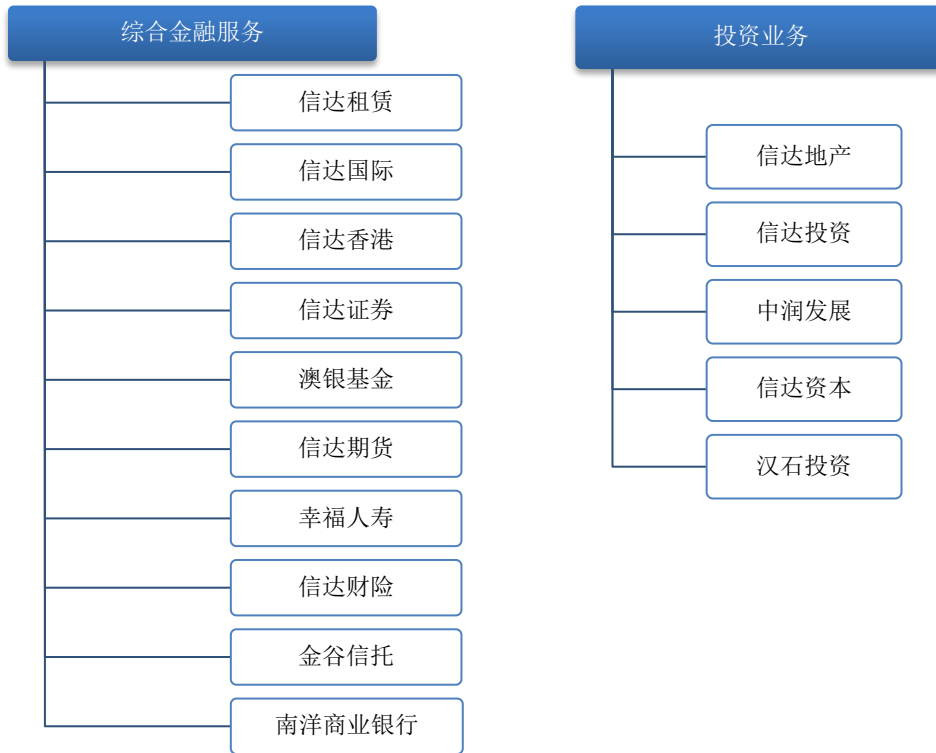 综合金融服务
信达租赁
信达国际
信达香港
信达证券
澳银基金
信达期货
幸福人寿
信达财险
金谷信托
南洋商业银行
投资业务
信达地产
信达投资
中润发展
信达资本
汉石投资